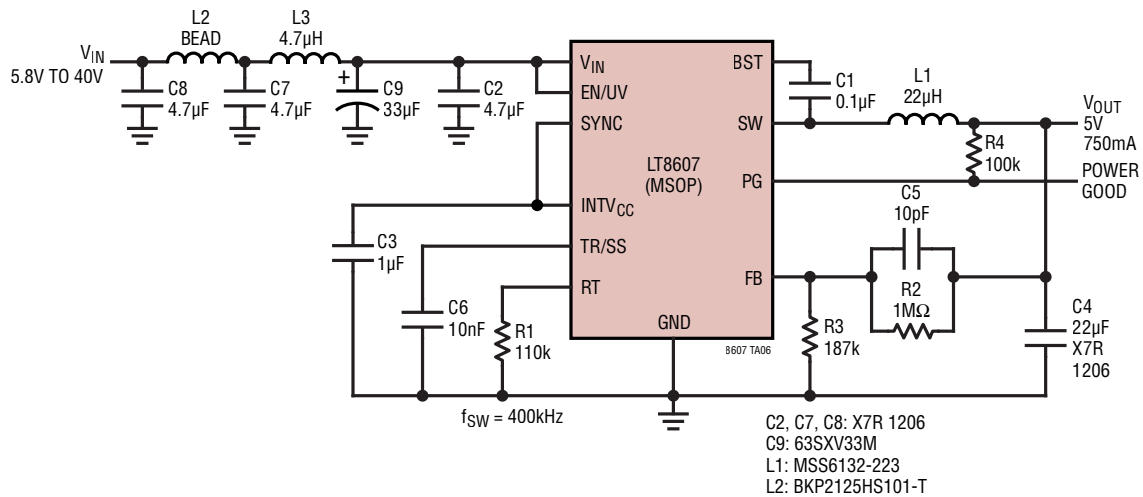 L2
BEAD
L3
4.7µH
VIN
5.8V TO 40V
C8
4.7µF
C7
4.7µF
+
C9
33µF
C2
4.7µF
VIN
EN/UV
SYNC
INTVCC
TR/SS
RT
GND
BST
SW
PG
FB
LT8607
(MSOP)
8607 TA06
C1
0.1µF
L1
22µH
VOUT
5V
750mA
R4
100k
POWER
GOOD
C5
10pF
R2
1MΩ
C3
1µF
C6
10nF
R1
110k
R3
187k
C4
22µF
X7R
1206
fSW = 400kHz
C2, C7, C8: X7R 1206
C9: 63SXV33M
L1: MSS6132-223
L2: BKP2125HS101-T